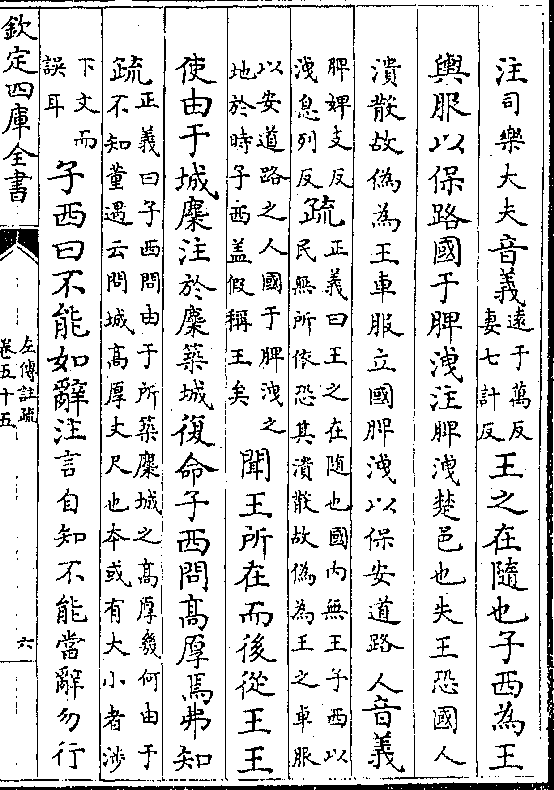 注司樂大夫音義遠于萬反
妻七計反王之在隨也子西為王
輿服以保路國于脾洩注脾洩楚邑也失王恐國人
潰散故偽為王車服立國脾洩以保安道路人音義
脾婢支反
洩息列反疏正義曰王之在隨也國内無王子西以
民無所依恐其潰散故偽為王之車服
以安道路之人國于脾洩之
地於時子西盖假稱王矣聞王所在而後從王王
使由于城麇注於麇築城復命子西問髙厚焉弗知
疏正義曰子西問由于所築麇城之髙厚幾何由于
不知董遇云問城髙厚丈尺也本或有大小者涉
下文而
誤耳子西曰不能如辭注言自知不能當辭勿行
欽定四庫全書
左傳註疏
卷五十五
六